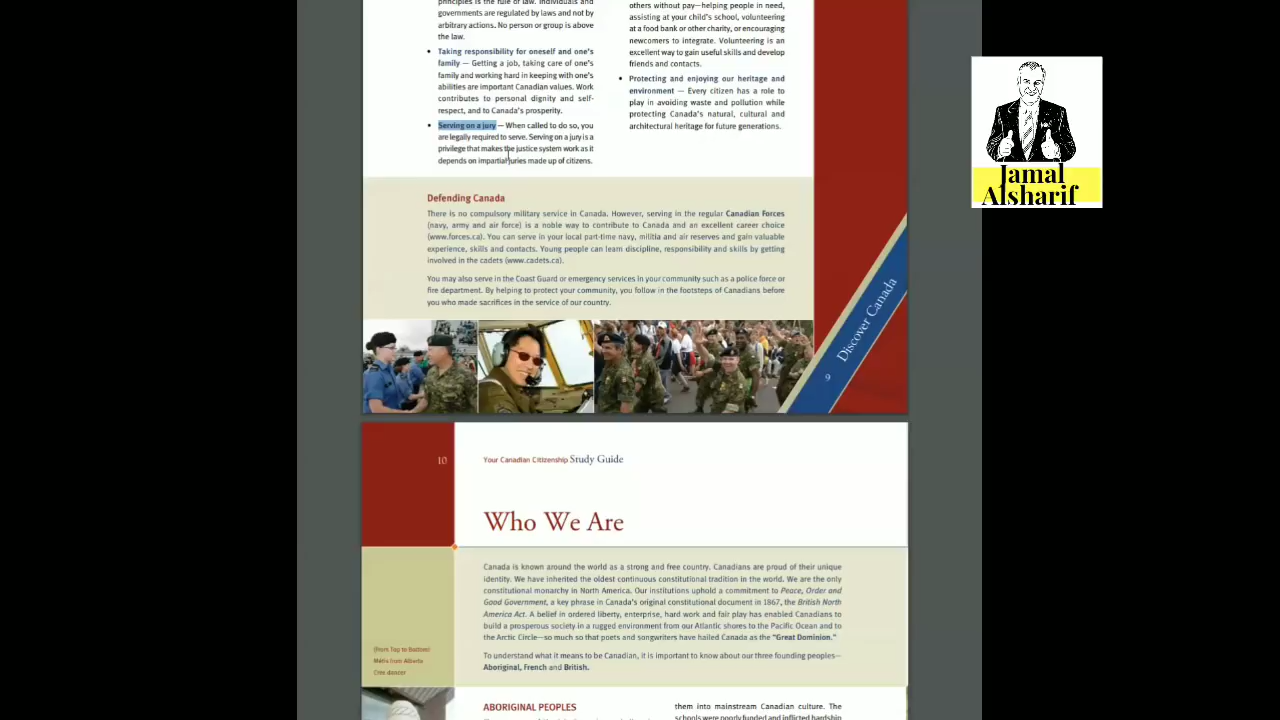 principles is the rule of law. Individuals and
governments are regulated by laws and not by
arbitrary actions. No person or group is above
the law.
• Taking responsibility for oneself and one's
family — Getting a job, taking care of one's
family and working hard in keeping with one's
abilities are important Canadian values. Work
contributes to personal dignity and self-
respect, and to Canada's prosperity.
• Serving on a jury — When called to do so, you
are legally required to serve. Serving on a jury is a
privilege that makes the justice system work as it
depends on impartial juries made up of citizens.
others without pay—helping people in need,
assisting at your child's school, volunteering
at a food bank or other charity, or encouraging
newcomers to integrate. Volunteering is an
excellent way to gain useful skills and develop
friends and contacts.
• Protecting and enjoying our heritage and
environment — Every citizen has a role to
play in avoiding waste and pollution while
protecting Canada's natural, cultural and
architectural heritage for future generations.
Defending Canada
There is no compulsory military service in Canada. However, serving in the regular Canadian Forces
(navy, army and air force) is a noble way to contribute to Canada and an excellent career choice
(www.forces.ca). You can serve in your local part-time navy, militia and air reserves and gain valuable
experience, skills and contacts. Young people can learn discipline, responsibility and skills by getting
involved in the cadets (www.cadets.ca).
You may also serve in the Coast Guard or emergency services in your community such as a police force or
fire department. By helping to protect your community, you follow in the footsteps of Canadians before
you who made sacrifices in the service of our country.
Discover Canada
9
Jamal
Alsharif
10
Your Canadian Citizenship Study Guide
Who We Are
Canada is known around the world as a strong and free country. Canadians are proud of their unique
identity. We have inherited the oldest continuous constitutional tradition in the world. We are the only
constitutional monarchy in North America. Our institutions uphold a commitment to Peace, Order and
Good Government, a key phrase in Canada's original constitutional document in 1867, the British North
America Act. A belief in ordered liberty, enterprise, hard work and fair play has enabled Canadians to
build a prosperous society in a rugged environment from our Atlantic shores to the Pacific Ocean and to
the Arctic Circle—so much so that poets and songwriters have hailed Canada as the "Great Dominion."
To understand what it means to be Canadian, it is important to know about our three founding peoples—
Aboriginal, French and British.
(From Top to Bottom)
Métis from Alberta
Cree dancer
ABORIGINAL PEOPLES
them into mainstream Canadian culture. The
schools were poorly funded and inflicted hardship